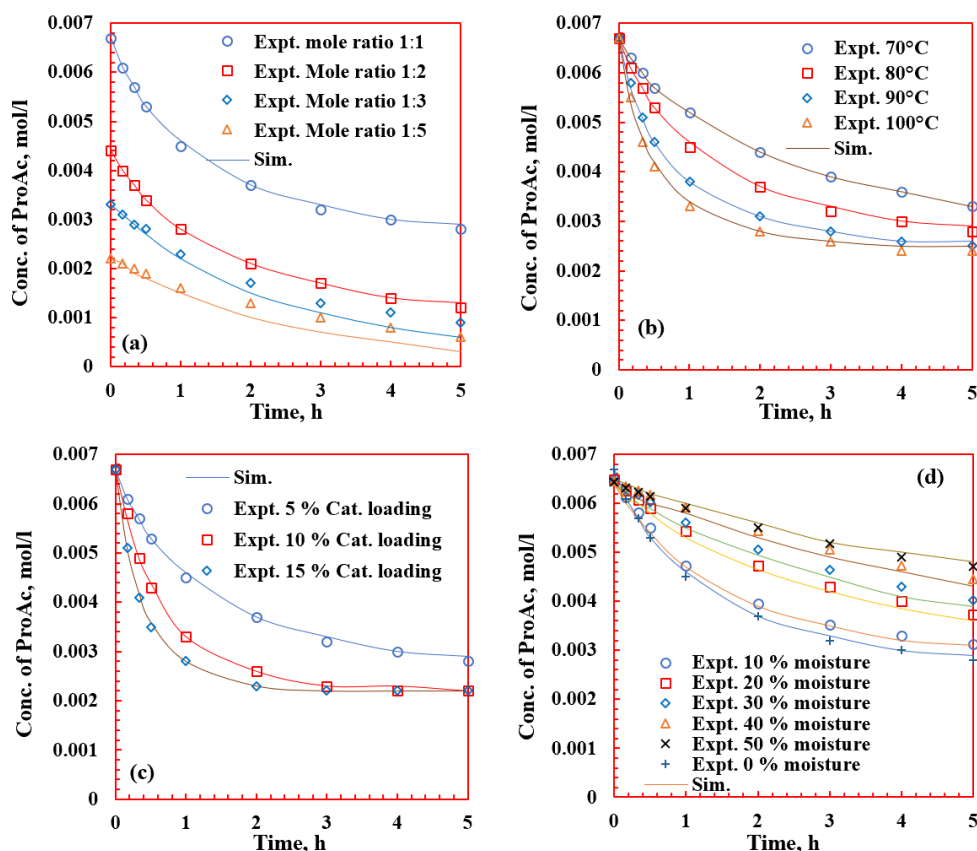 0.007
0.006
0.005
0.004
0.003
0.002
0.001
0
Conc. of ProAc, mol/l
Expt. mole ratio 1:1
Expt. Mole ratio 1:2
Expt. Mole ratio 1:3
Expt. Mole ratio 1:5
Sim.
(a)
0 1 2 3 4 5
Time, h
0.007
0.006
0.005
0.004
0.003
0.002
0.001
0
Conc. of ProAc, mol/l
Expt. 70°C
Expt. 80°C
Expt. 90°C
Expt. 100°C
Sim.
(b)
0 1 2 3 4 5
Time, h
0.007
0.006
0.005
0.004
0.003
0.002
0.001
0
Conc. of ProAc, mol/l
Sim.
Expt. 5 % Cat. loading
Expt. 10 % Cat. loading
Expt. 15 % Cat. loading
(c)
0 1 2 3 4 5
Time, h
0.007
0.006
0.005
0.004
0.003
0.002
0.001
0
Conc. of ProAc, mol/l
(d)
Expt. 10 % moisture
Expt. 20 % moisture
Expt. 30 % moisture
Expt. 40 % moisture
Expt. 50 % moisture
Expt. 0 % moisture
Sim.
0 1 2 3 4 5
Time, h